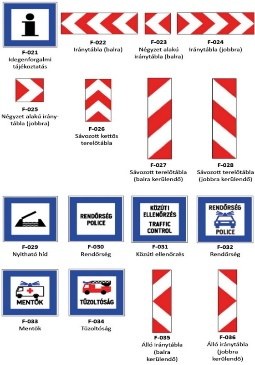 i
F-021
Idegenforgalmi
tájékoztatás
F-022
Iránytábla (balra)
F-023
Négyzet alakú
iránytábla (balra)
F-024
Iránytábla (jobbra)
F-025
Négyzet alakú irány-
tábla (jobbra)
F-026
Sávozott kettős
terelőtábla
F-027
Sávozott terelőtábla
(balra kerülendő)
F-028
Sávozott terelőtábla
(jobbra kerülendő)
RENDŐRSÉG
POLICE
KÖZÚTI
ELLENŐRZÉS
TRAFFIC
CONTROL
RENDŐRSÉG
POLICE
F-029
Nyitható híd
F-030
Rendőrség
F-031
Közúti ellenőrzés
F-032
Rendőrség
MENTŐK
TŰZOLTÓSÁG
F-033
Mentők
F-034
Tűzoltóság
F-035
Álló iránytábla
(balra
kerülendő)
F-036
Álló iránytábla
(jobbra
kerülendő)